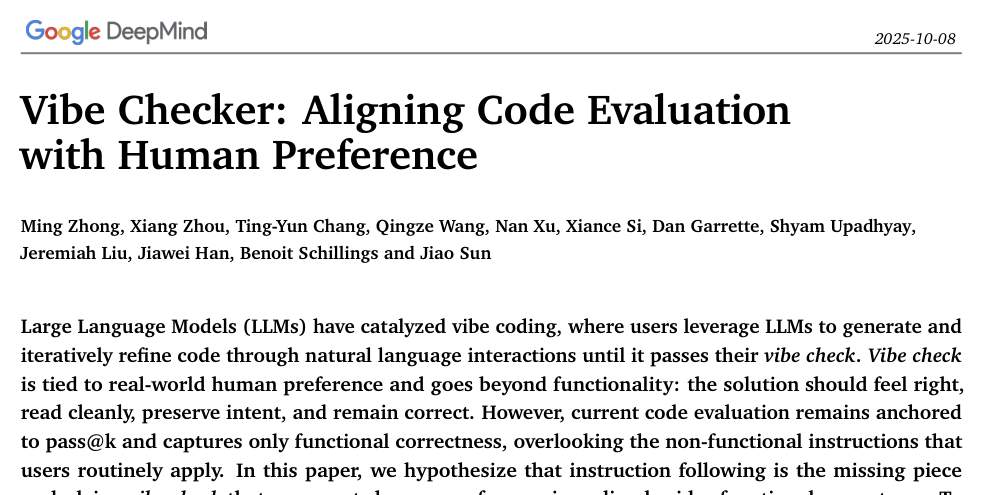 Google DeepMind
2025-10-08
Vibe Checker: Aligning Code Evaluation
with Human Preference
Ming Zhong, Xiang Zhou, Ting-Yun Chang, Qingze Wang, Nan Xu, Xiance Si, Dan Garrette, Shyam Upadhyay,
Jeremiah Liu, Jiawei Han, Benoit Schillings and Jiao Sun
Large Language Models (LLMs) have catalyzed vibe coding, where users leverage LLMs to generate and
iteratively refine code through natural language interactions until it passes their vibe check. Vibe check
is tied to real-world human preference and goes beyond functionality: the solution should feel right,
read cleanly, preserve intent, and remain correct. However, current code evaluation remains anchored
to pass@k and captures only functional correctness, overlooking the non-functional instructions that
users routinely apply. In this paper, we hypothesize that instruction following is the missing piece